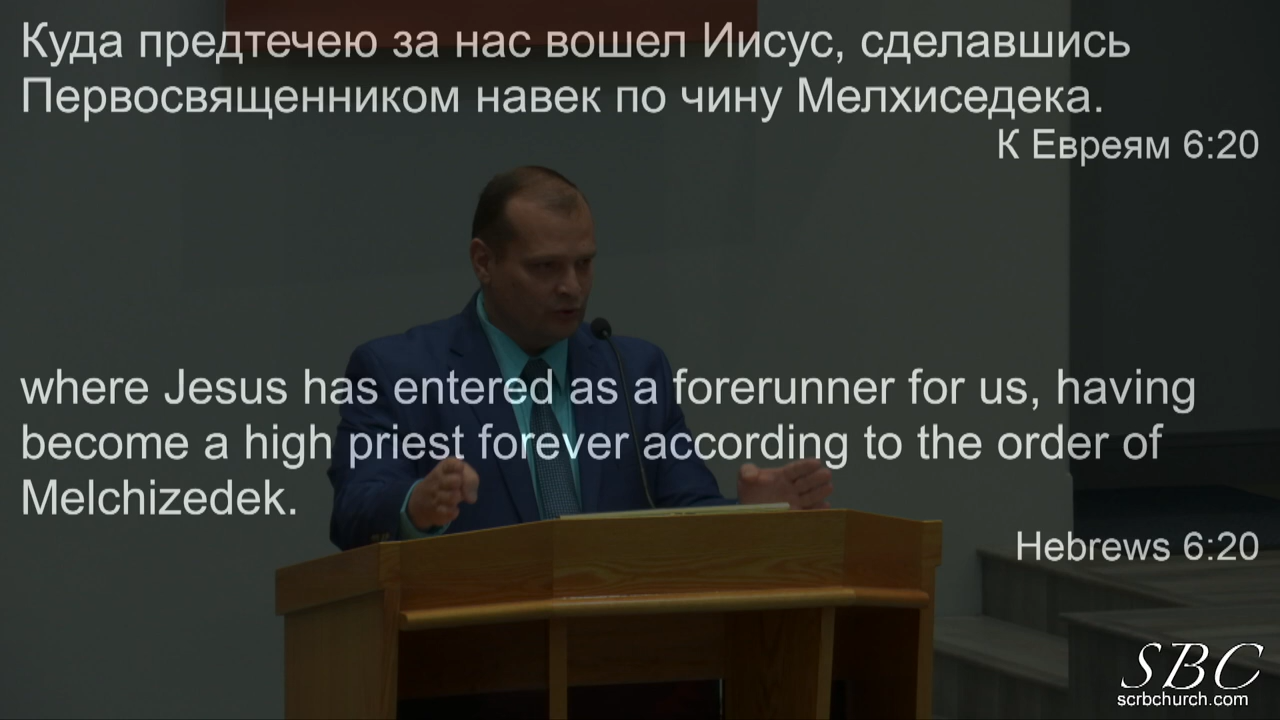 Куда предтечею за нас вошел Иисус, сделавшись
Первосвященником навек по чину Мелхиседека.
К Евреям 6:20
where Jesus has entered as a forerunner for us, having
become a high priest forever according to the order of
Melchizedek.
Hebrews 6:20
SBC
scrbchurch.com